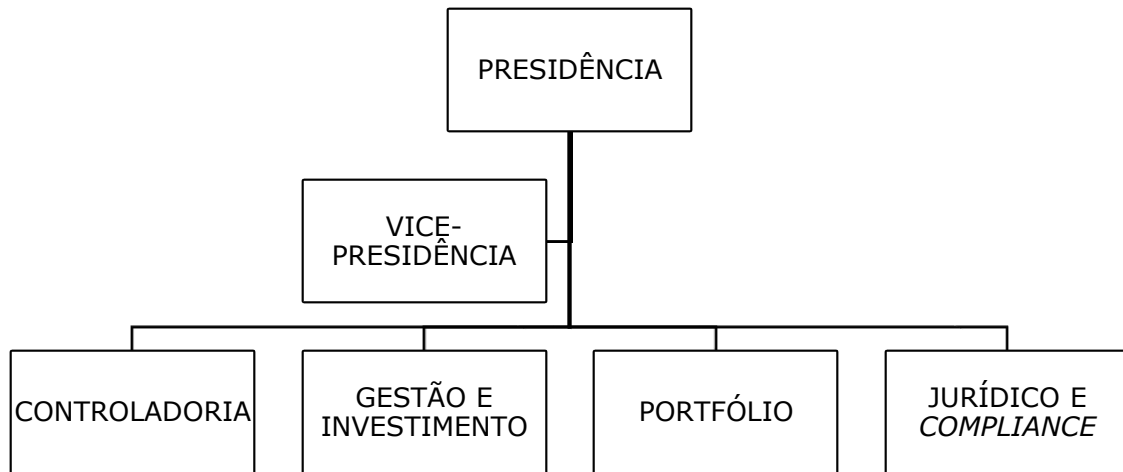 PRESIDÊNCIA
VICE-
PRESIDÊNCIA
CONTROLADORIA
GESTÃO E
INVESTIMENTO
PORTFÓLIO
JURÍDICO E
COMPLIANCE